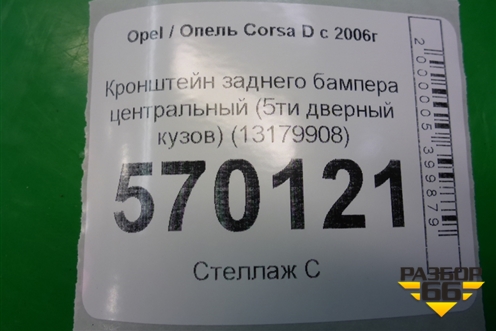 Opel / Опель Corsa D с 2006г
Кронштейн заднего бампера
центральный (5ти дверный
кузов) (13179908)
570121
Стеллаж С
2000005399879
РАЗБОР
66